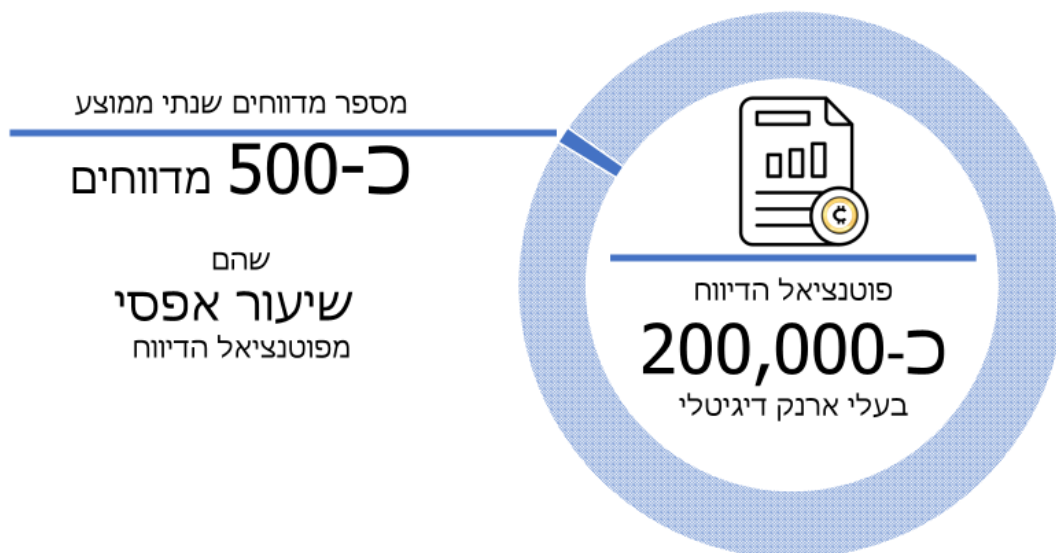 מספר מדווחים שנתי ממוצע
כ-500 מדווחים
שהם
שיעור אפסי
מפוטנציאל הדיווח
פוטנציאל הדיווח
כ-200,000
בעלי ארנק דיגיטלי